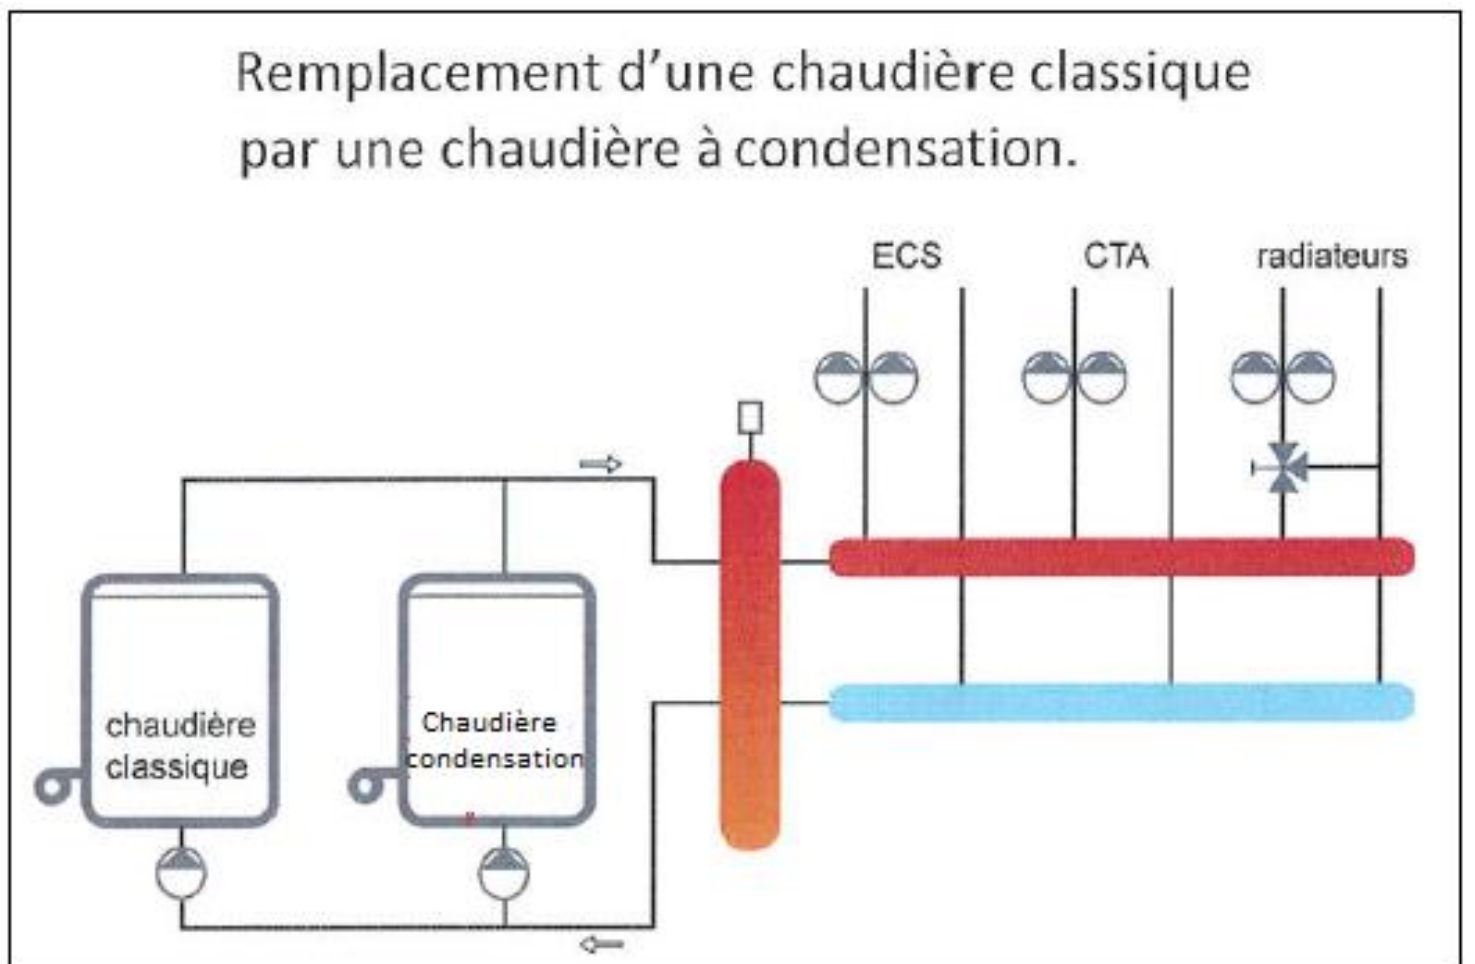 Remplacement d'une chaudière classique
par une chaudière à condensation.
ECS
CTA
radiateurs
chaudière
classique
Chaudière
condensation